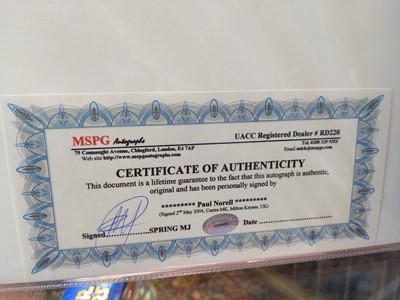 MSPG Autographs
79 Connaught Avenue, Chingford, London, E4 7AP
Web site http://www.mspgautographs.com
UACC Registered Dealer # RD220
Tel. 0208 529 9393
Email mick@mspgs.com
CERTIFICATE OF AUTHENTICITY
This document is a lifetime guarantee to the fact that this autograph is authentic,
original and has been personally signed by
********* Paul Norell *********
(Signed 2nd May 2004, Centre MK, Milton Keynes, UK)
Signed............SPRING MJ
Date ....................